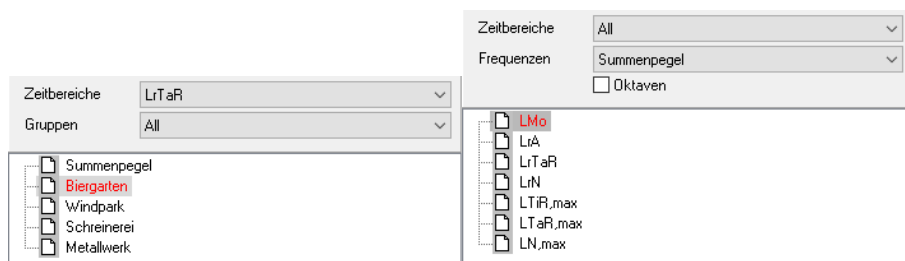 Zeitbereiche LrTaR
Gruppen All
Summenpegel
Biergarten
Windpark
Schreinerei
Metallwerk
Zeitbereiche All
Frequenzen Summenpegel
Oktaven
LMo
LrA
LrTaR
LrN
LTiR,max
LTaR,max
LN,max